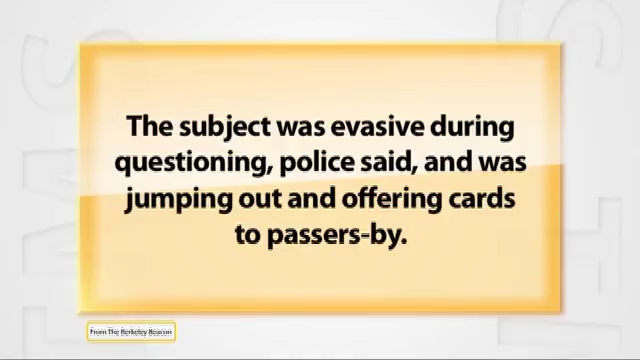 The subject was evasive during
questioning, police said, and was
jumping out and offering cards
to passers-by.
From The Berkeley Beacon